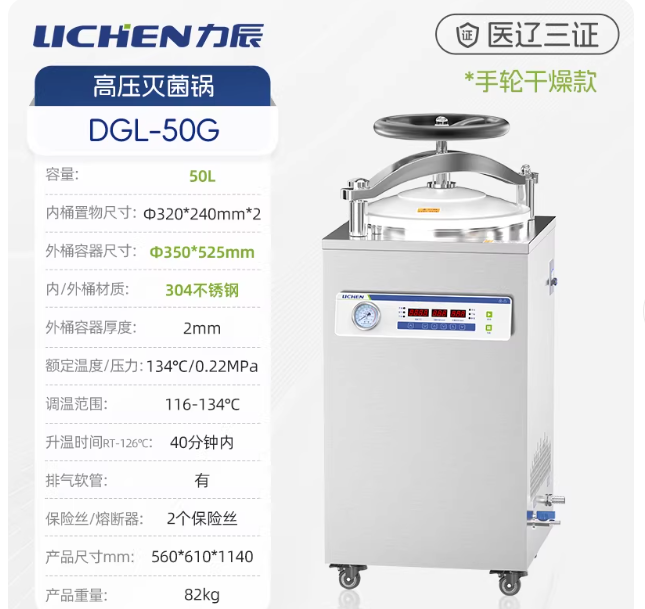 LICHEN力辰
证 医辽三证
*手轮干燥款
高压灭菌锅
DGL-50G
容量: 50L
内桶置物尺寸: Φ320*240mm*2
外桶容器尺寸: Φ350*525mm
内/外桶材质: 304不锈钢
外桶容器厚度: 2mm
额定温度/压力: 134℃/0.22MPa
调温范围: 116-134℃
升温时间RT-126℃: 40分钟内
排气软管: 有
保险丝/熔断器: 2个保险丝
产品尺寸mm: 560*610*1140
产品重量: 82kg
LICHEN